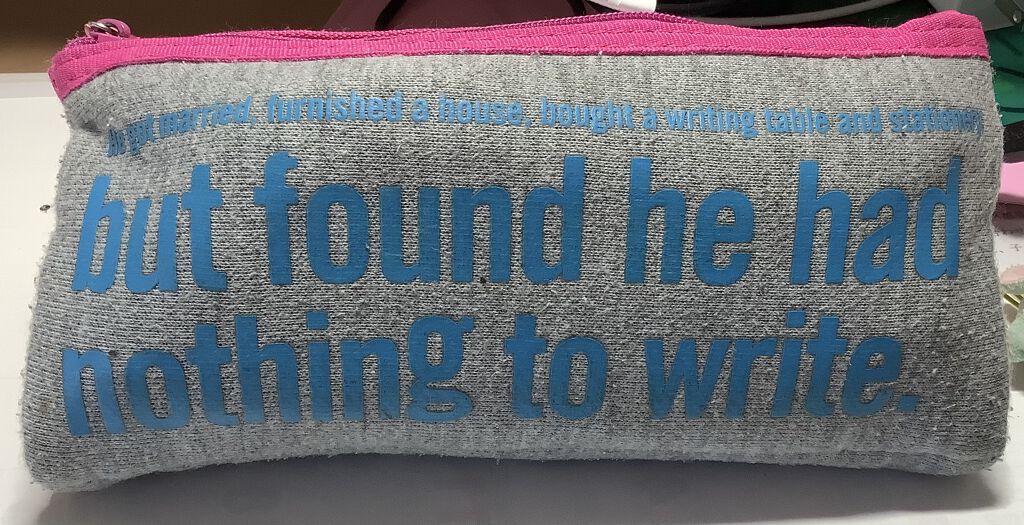 he got married, furnished a house, bought a writing table and stationery
but found he had
nothing to write.